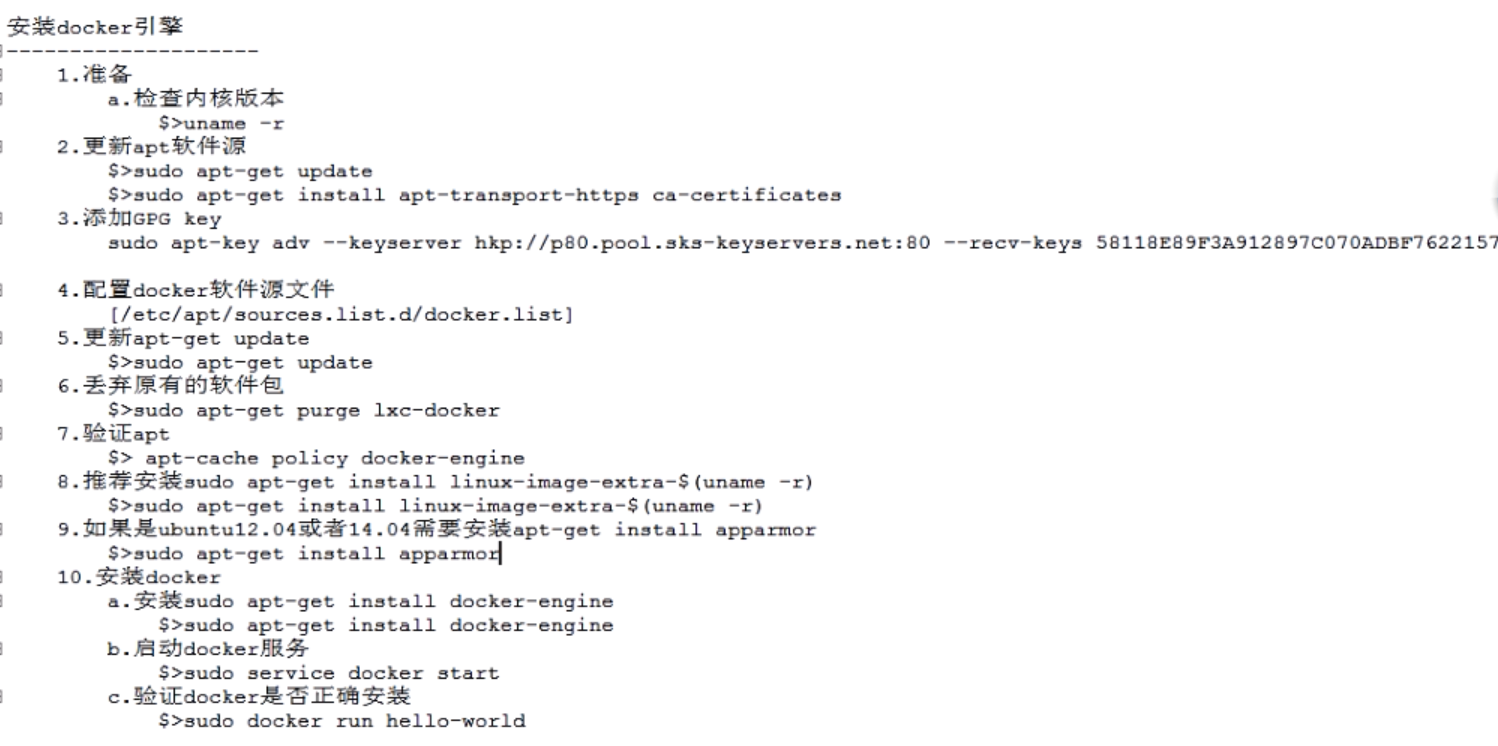 安装docker引擎
--------------------
1.准备
a.检查内核版本
$>uname -r
2.更新apt软件源
$>sudo apt-get update
$>sudo apt-get install apt-transport-https ca-certificates
3.添加GPG key
sudo apt-key adv --keyserver hkp://p80.pool.sks-keyservers.net:80 --recv-keys 58118E89F3A912897C070ADBF7622157
4.配置docker软件源文件
[/etc/apt/sources.list.d/docker.list]
5.更新apt-get update
$>sudo apt-get update
6.丢弃原有的软件包
$>sudo apt-get purge lxc-docker
7.验证apt
$> apt-cache policy docker-engine
8.推荐安装sudo apt-get install linux-image-extra-$(uname -r)
$>sudo apt-get install linux-image-extra-$(uname -r)
9.如果是ubuntu12.04或者14.04需要安装apt-get install apparmor
$>sudo apt-get install apparmor
10.安装docker
a.安装sudo apt-get install docker-engine
$>sudo apt-get install docker-engine
b.启动docker服务
$>sudo service docker start
c.验证docker是否正确安装
$>sudo docker run hello-world